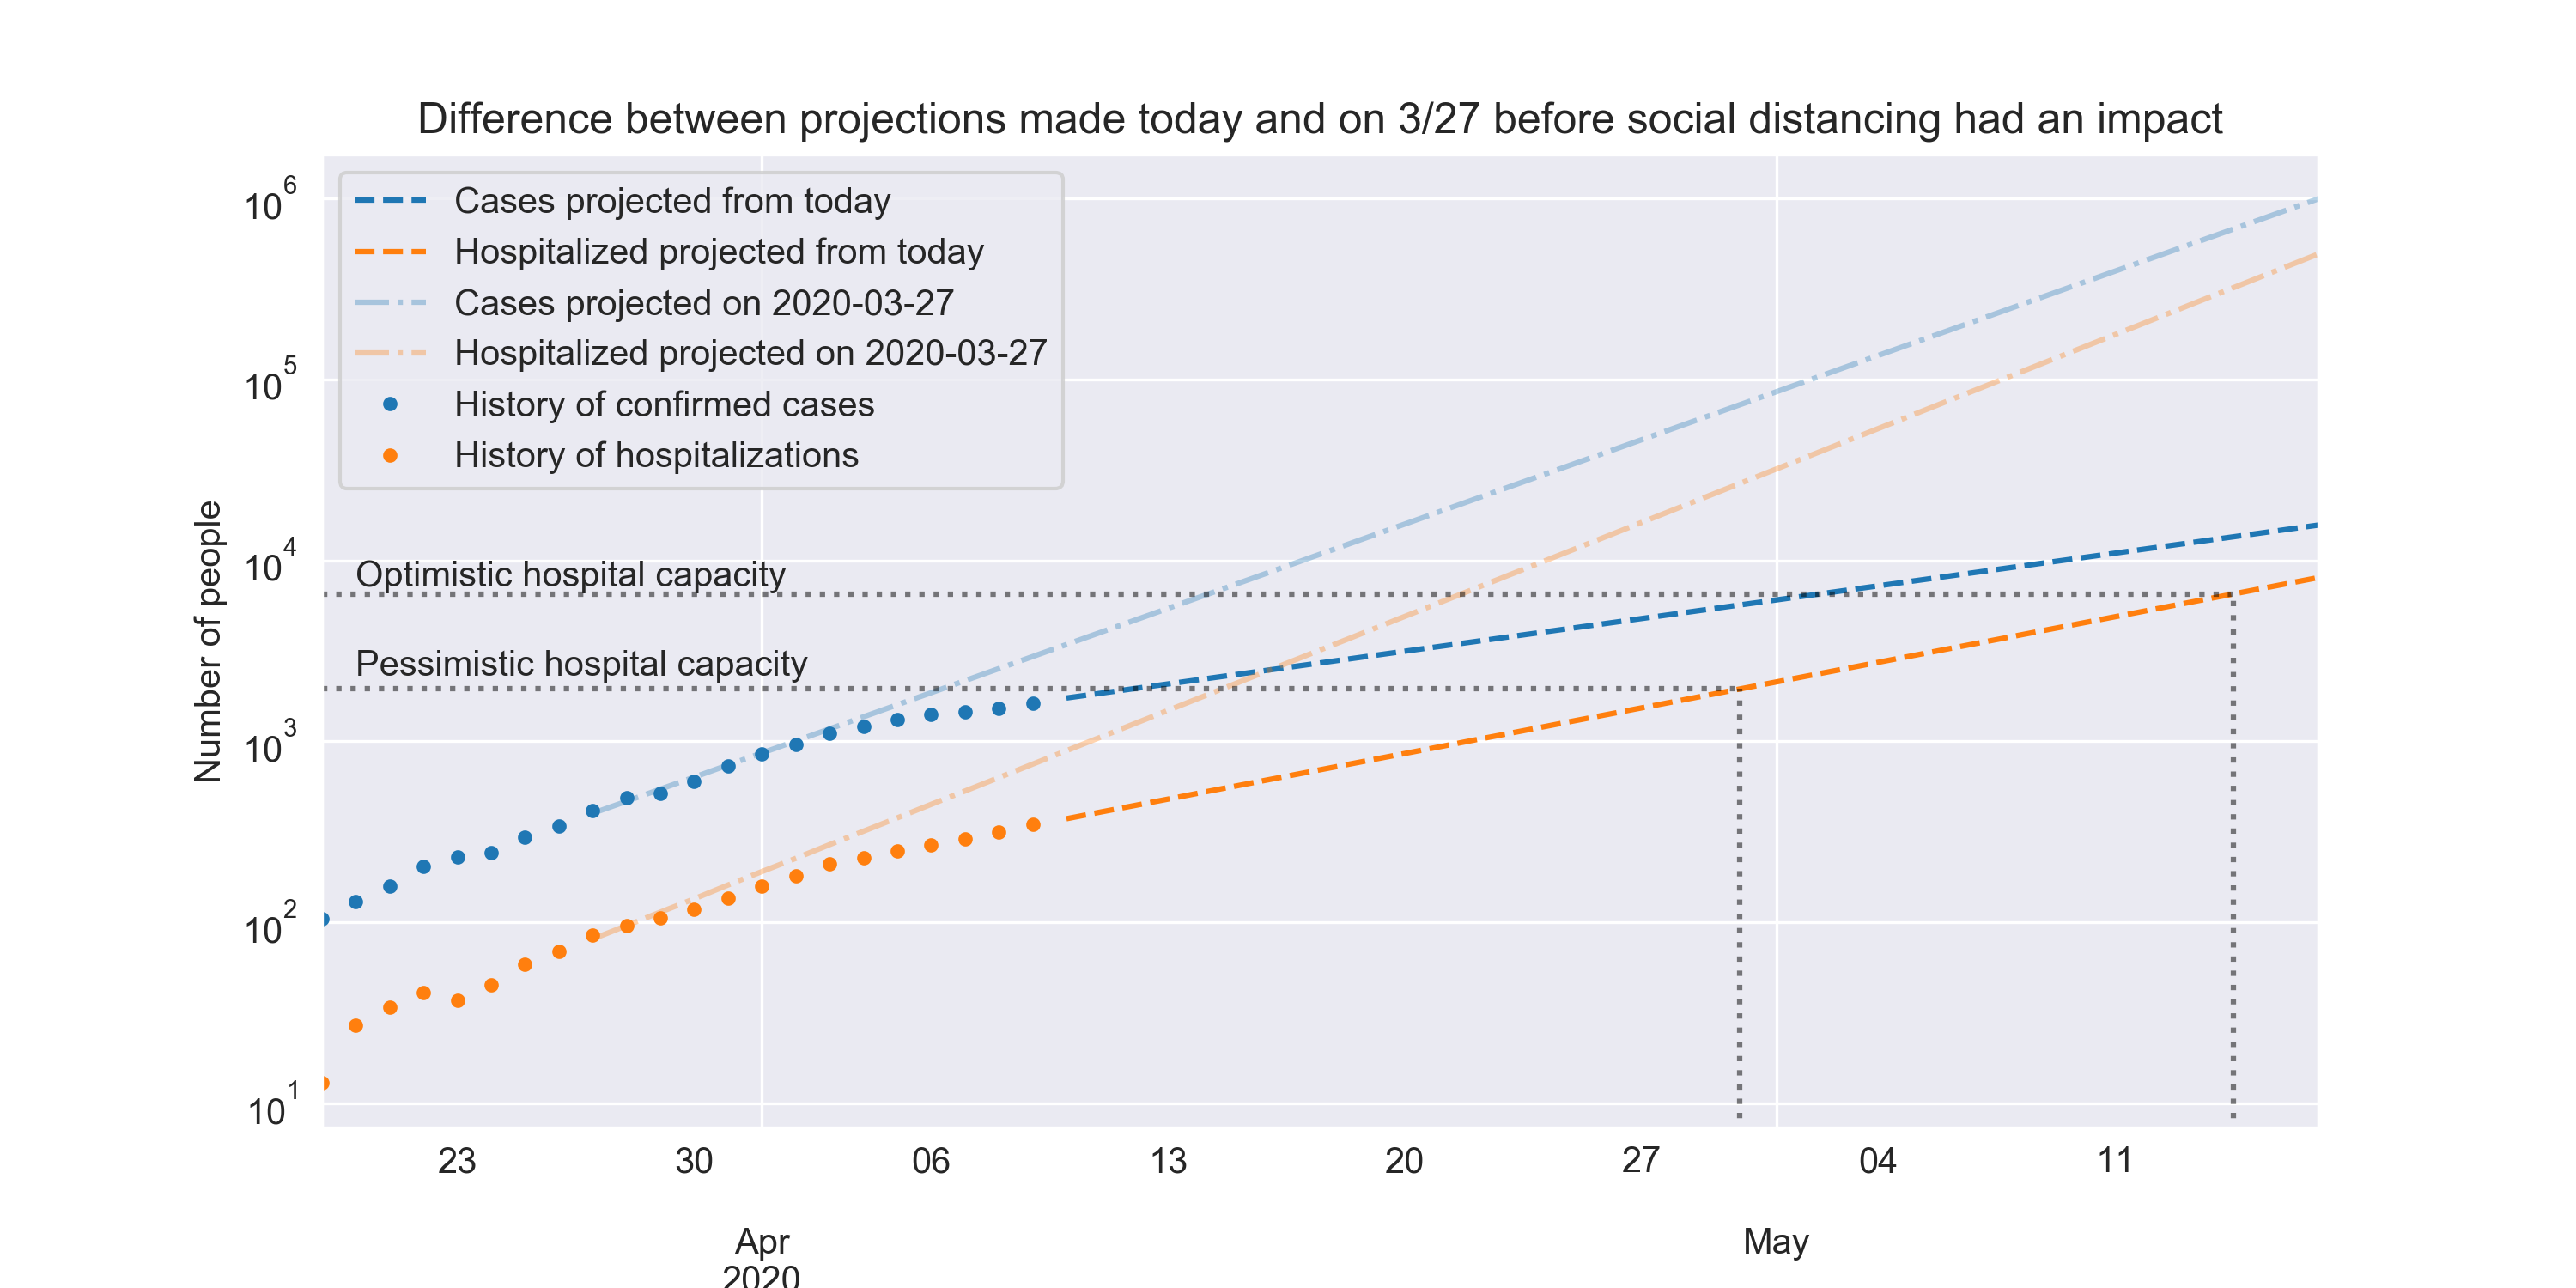 Difference between projections made today and on 3/27 before social distancing had an impact
10^6
10^5
10^4
10^3
10^2
10^1
Number of people
Cases projected from today
Hospitalized projected from today
Cases projected on 2020-03-27
Hospitalized projected on 2020-03-27
History of confirmed cases
History of hospitalizations
Optimistic hospital capacity
Pessimistic hospital capacity
23 30 06 13 20 27 04 11
Apr May
2020